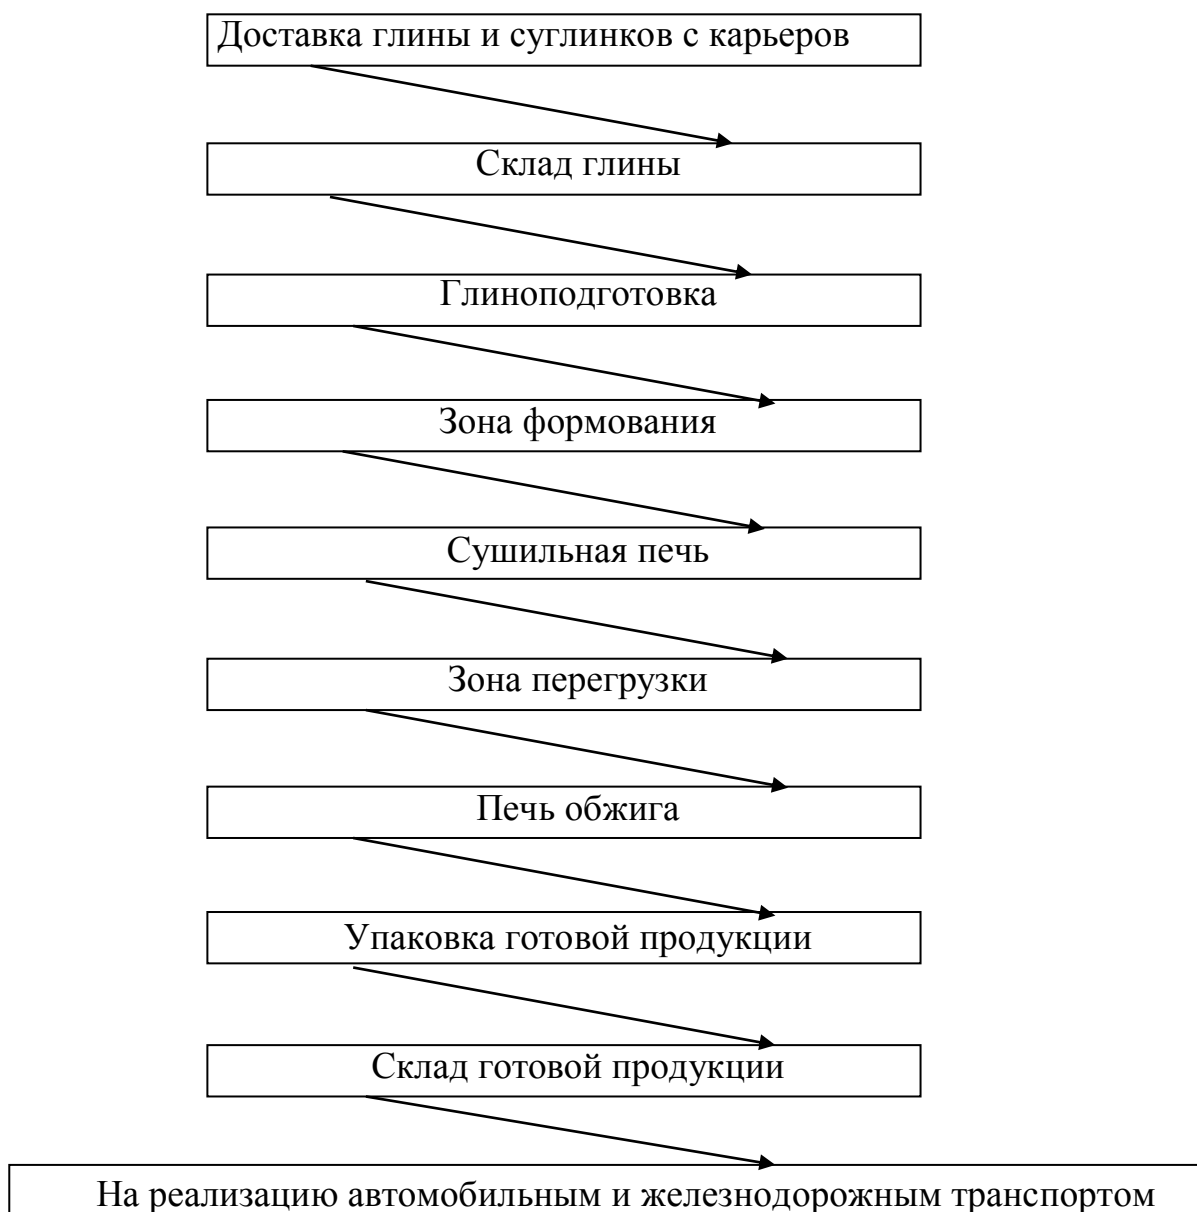 Доставка глины и суглинков с карьеров
Склад глины
Глиноподготовка
Зона формования
Сушильная печь
Зона перегрузки
Печь обжига
Упаковка готовой продукции
Склад готовой продукции
На реализацию автомобильным и железнодорожным транспортом